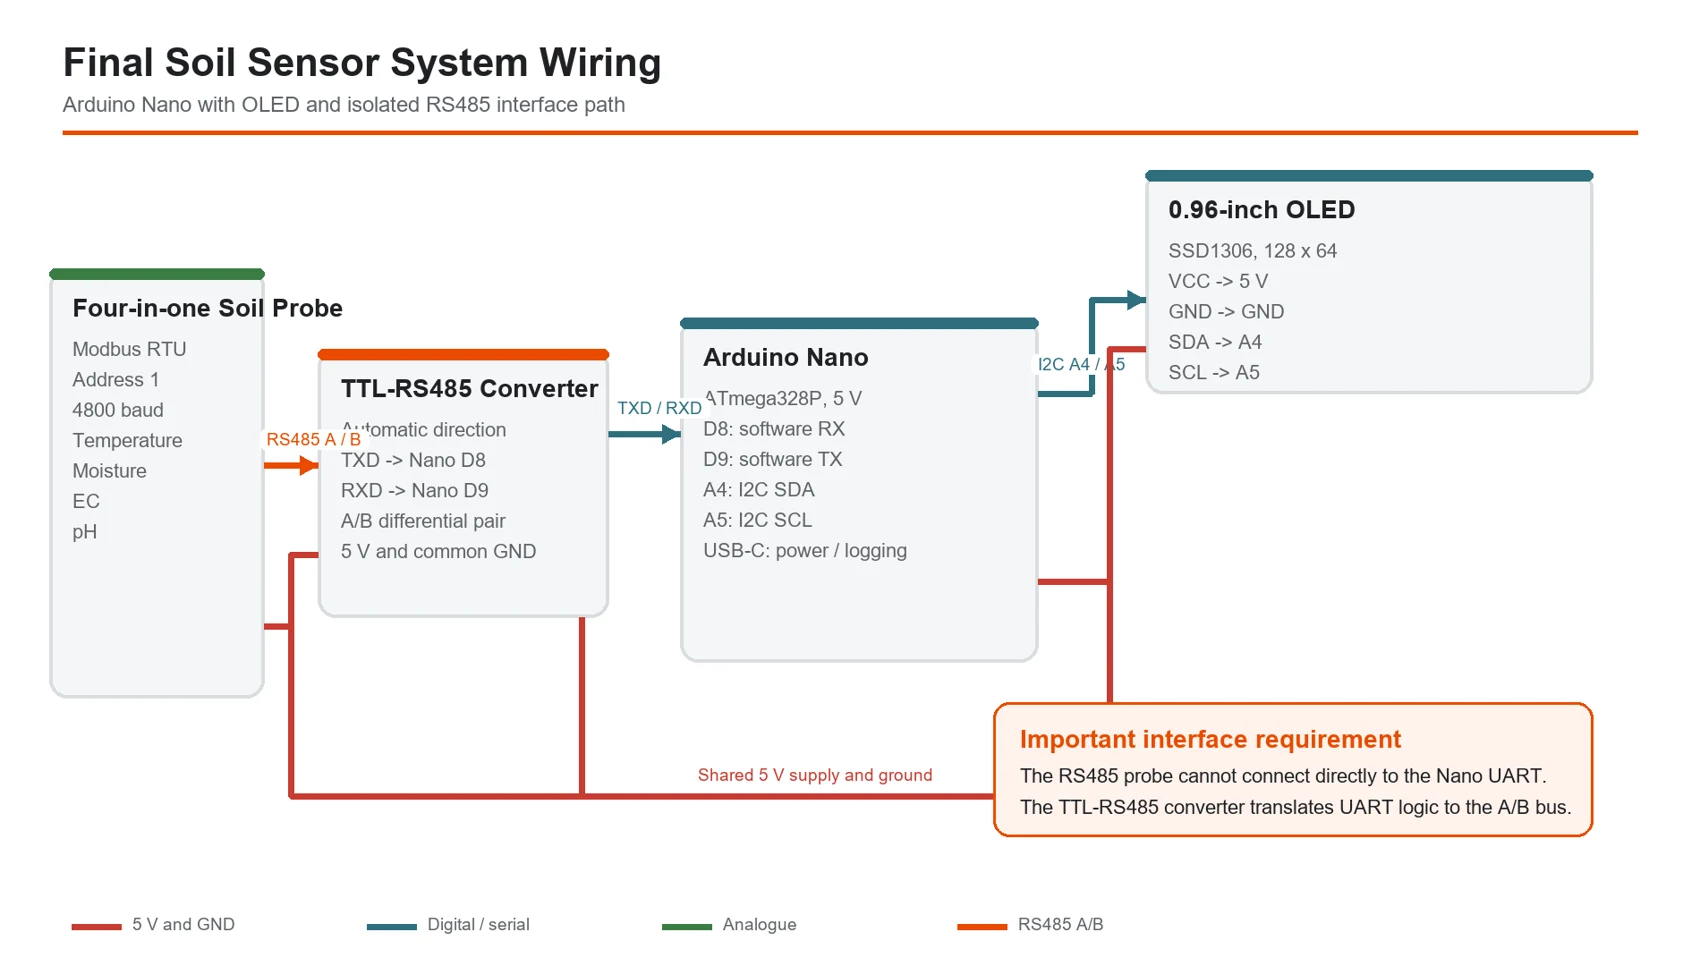 Final Soil Sensor System Wiring
Arduino Nano with OLED and isolated RS485 interface path
Four-in-one Soil Probe
Modbus RTU
Address 1
4800 baud
Temperature
Moisture
EC
pH
RS485 A / B
TTL-RS485 Converter
Automatic direction
TXD -> Nano D8
RXD -> Nano D9
A/B differential pair
5 V and common GND
TXD / RXD
Arduino Nano
ATmega328P, 5 V
D8: software RX
D9: software TX
A4: I2C SDA
A5: I2C SCL
USB-C: power / logging
I2C A4 / A5
0.96-inch OLED
SSD1306, 128 x 64
VCC -> 5 V
GND -> GND
SDA -> A4
SCL -> A5
Shared 5 V supply and ground
Important interface requirement
The RS485 probe cannot connect directly to the Nano UART.
The TTL-RS485 converter translates UART logic to the A/B bus.
5 V and GND
Digital / serial
Analogue
RS485 A/B